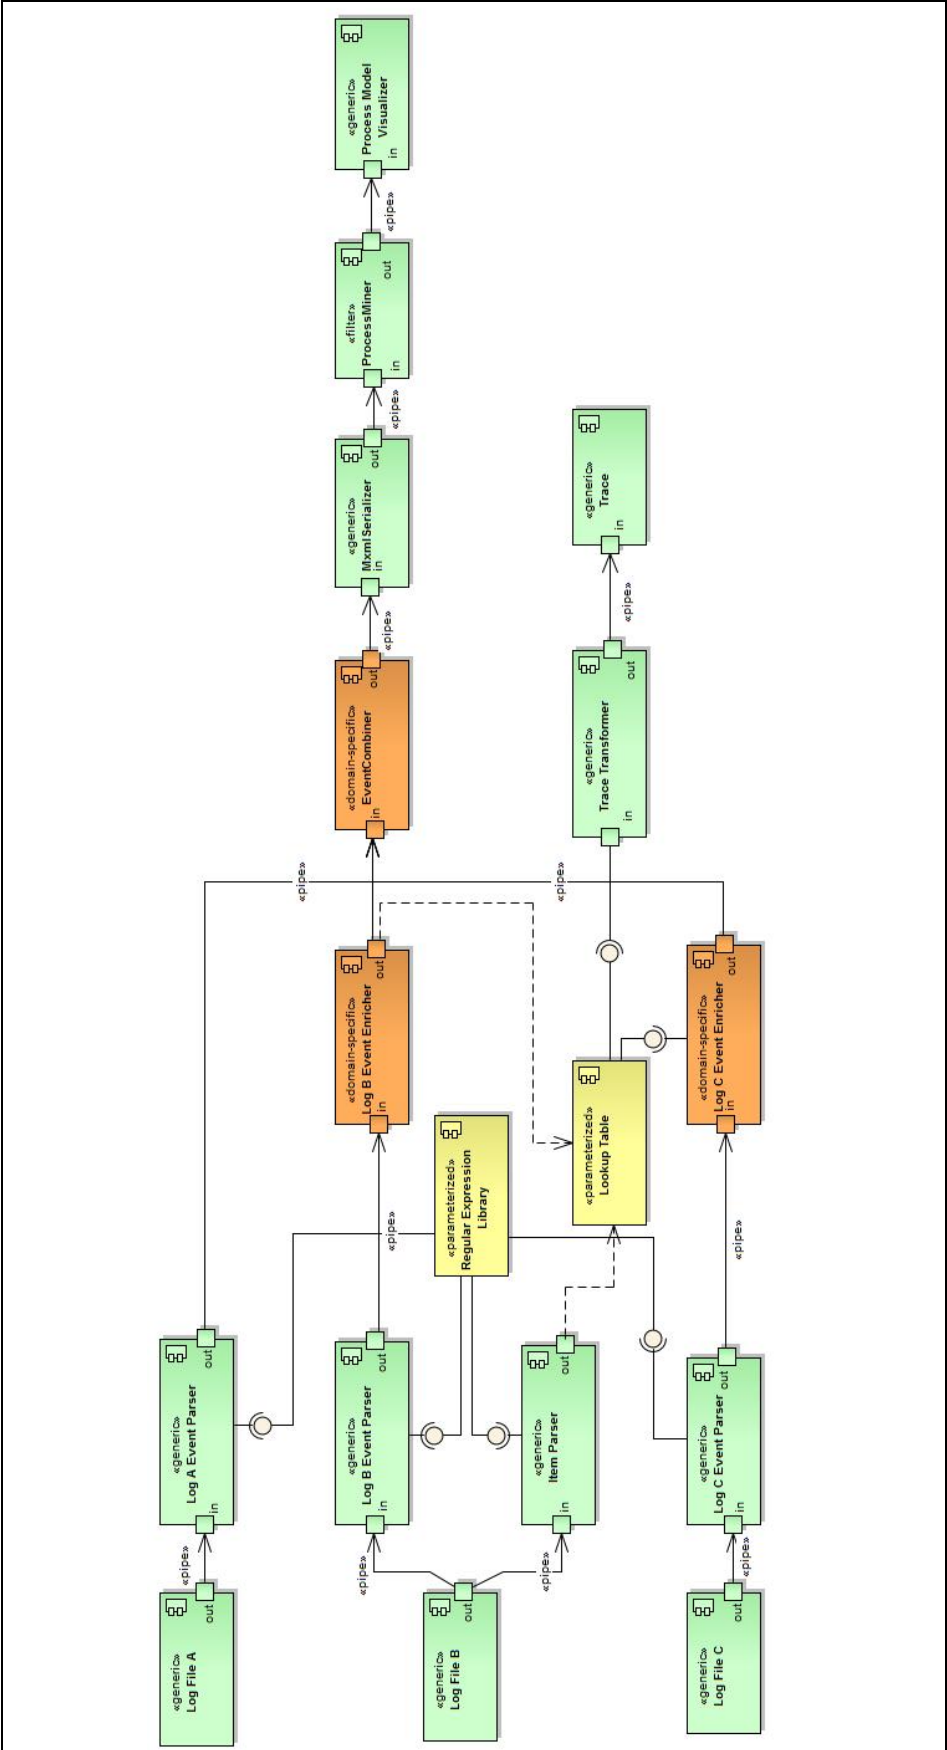 «generic»
Log File A
out
«pipe»
«generic»
Log A Event Parser
in
out
«pipe»
«generic»
Log File B
out
«pipe»
«pipe»
«generic»
Log B Event Parser
in
out
«pipe»
«domain-specific»
Log B Event Enricher
in
out
«domain-specific»
EventCombiner
in
out
«pipe»
«generic»
MxmlSerializer
in
out
«pipe»
«filter»
ProcessMiner
in
out
«pipe»
«generic»
Process Model
Visualizer
in
«parameterized»
Regular Expression
Library
«generic»
Item Parser
in
out
«parameterized»
Lookup Table
«pipe»
«generic»
Trace Transformer
in
out
«pipe»
«generic»
Trace
in
«generic»
Log File C
out
«pipe»
«generic»
Log C Event Parser
in
out
«pipe»
«domain-specific»
Log C Event Enricher
in
out